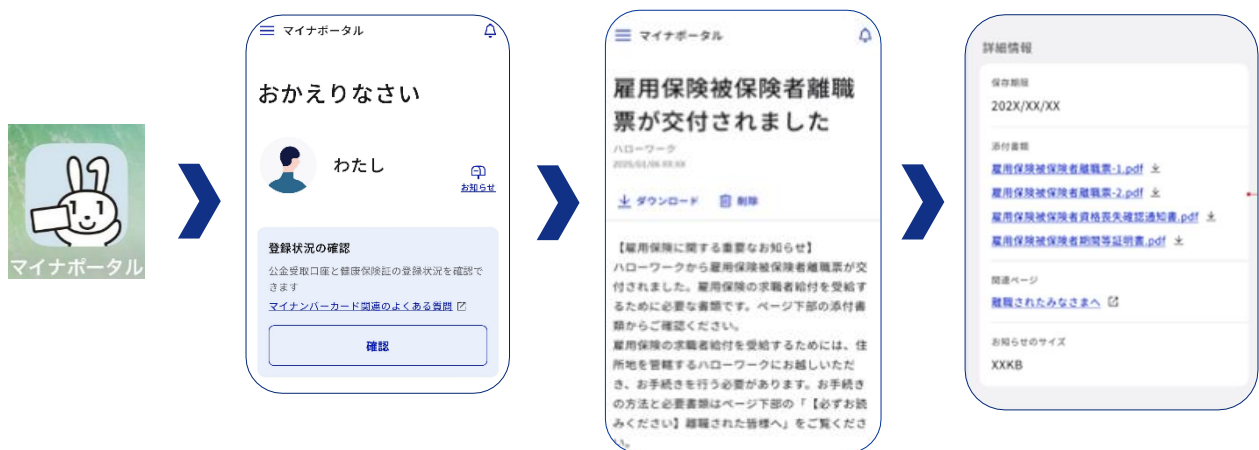 マイナポータル
マイナポータル
おかえりなさい
わたし
お知らせ
登録状況の確認
公金受取口座と健康保険証の登録状況を確認で
きます
マイナンバーカード関連のよくある質問
確認
マイナポータル
雇用保険被保険者離職
票が交付されました
ハローワーク
2025/01/06 XX:XX
ダウンロード 削除
【雇用保険に関する重要なお知らせ】
ハローワークから雇用保険被保険者離職票が交
付されました。雇用保険の求職者給付を受給す
るために必要な書類です。ページ下部の添付書
類からご確認ください。
雇用保険の求職者給付を受給するためには、住
所地を管轄するハローワークにお越しいただ
き、お手続きを行う必要があります。お手続き
の方法と必要書類はページ下部の「【必ずお読
みください】離職された皆様へ」をご覧くださ
い。
詳細情報
保存期限
202X/XX/XX
添付書類
雇用保険被保険者離職票-1.pdf
雇用保険被保険者離職票-2.pdf
雇用保険被保険者資格喪失確認通知書.pdf
雇用保険被保険者期間等証明書.pdf
関連ページ
離職されたみなさまへ
お知らせのサイズ
XXKB